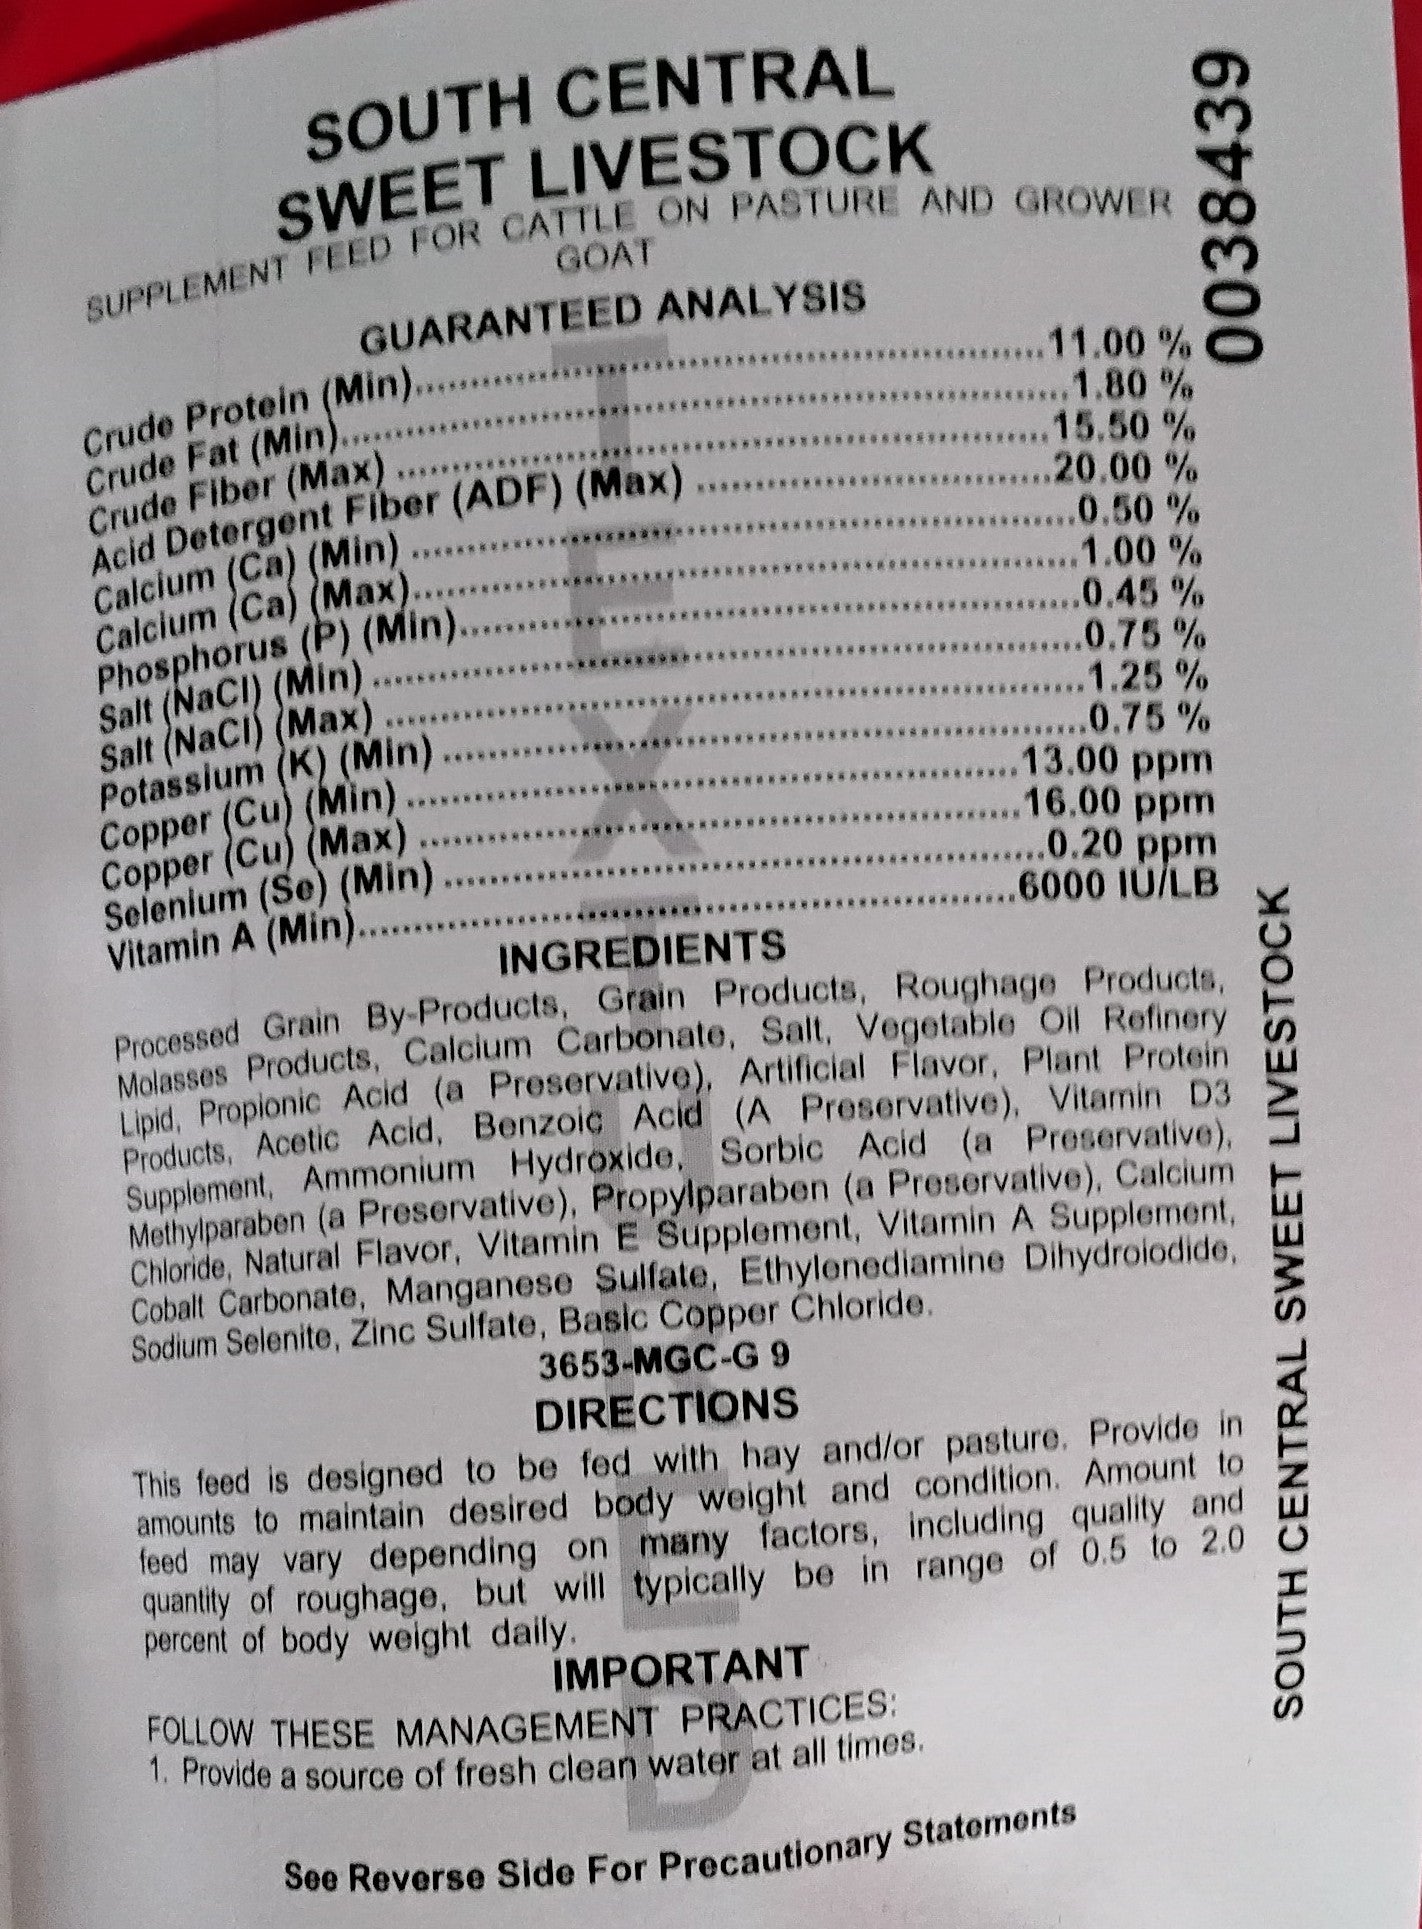 SOUTH CENTRAL
SWEET LIVESTOCK
SUPPLEMENT FEED FOR CATTLE ON PASTURE AND GROWER
GOAT
GUARANTEED ANALYSIS
Crude Protein (Min)..........11.00 %
Crude Fat (Min)..........1.80 %
Crude Fiber (Max) ..........15.50 %
Acid Detergent Fiber (ADF) (Max) ..........20.00 %
Calcium (Ca) (Min) ..........0.50 %
Calcium (Ca) (Max)..........1.00 %
Phosphorus (P) (Min)..........0.45 %
Salt (NaCl) (Min) ..........0.75 %
Salt (NaCl) (Max) ..........1.25 %
Potassium (K) (Min) ..........0.75 %
Copper (Cu) (Min) ..........13.00 ppm
Copper (Cu) (Max) ..........16.00 ppm
Selenium (Se) (Min) ..........0.20 ppm
Vitamin A (Min)..........6000 IU/LB
INGREDIENTS
Processed Grain By-Products, Grain Products, Roughage Products,
Molasses Products, Calcium Carbonate, Salt, Vegetable Oil Refinery
Lipid, Propionic Acid (a Preservative), Artificial Flavor, Plant Protein
Products, Acetic Acid, Benzoic Acid (A Preservative), Vitamin D3
Supplement, Ammonium Hydroxide, Sorbic Acid (a Preservative),
Methylparaben (a Preservative), Propylparaben (a Preservative), Calcium
Chloride, Natural Flavor, Vitamin E Supplement, Vitamin A Supplement,
Cobalt Carbonate, Manganese Sulfate, Ethylenediamine Dihydroiodide,
Sodium Selenite, Zinc Sulfate, Basic Copper Chloride.
3653-MGC-G 9
DIRECTIONS
This feed is designed to be fed with hay and/or pasture. Provide in
amounts to maintain desired body weight and condition. Amount to
feed may vary depending on many factors, including quality and
quantity of roughage, but will typically be in range of 0.5 to 2.0
percent of body weight daily.
IMPORTANT
FOLLOW THESE MANAGEMENT PRACTICES:
1. Provide a source of fresh clean water at all times.
See Reverse Side For Precautionary Statements
0038439
SOUTH CENTRAL SWEET LIVESTOCK